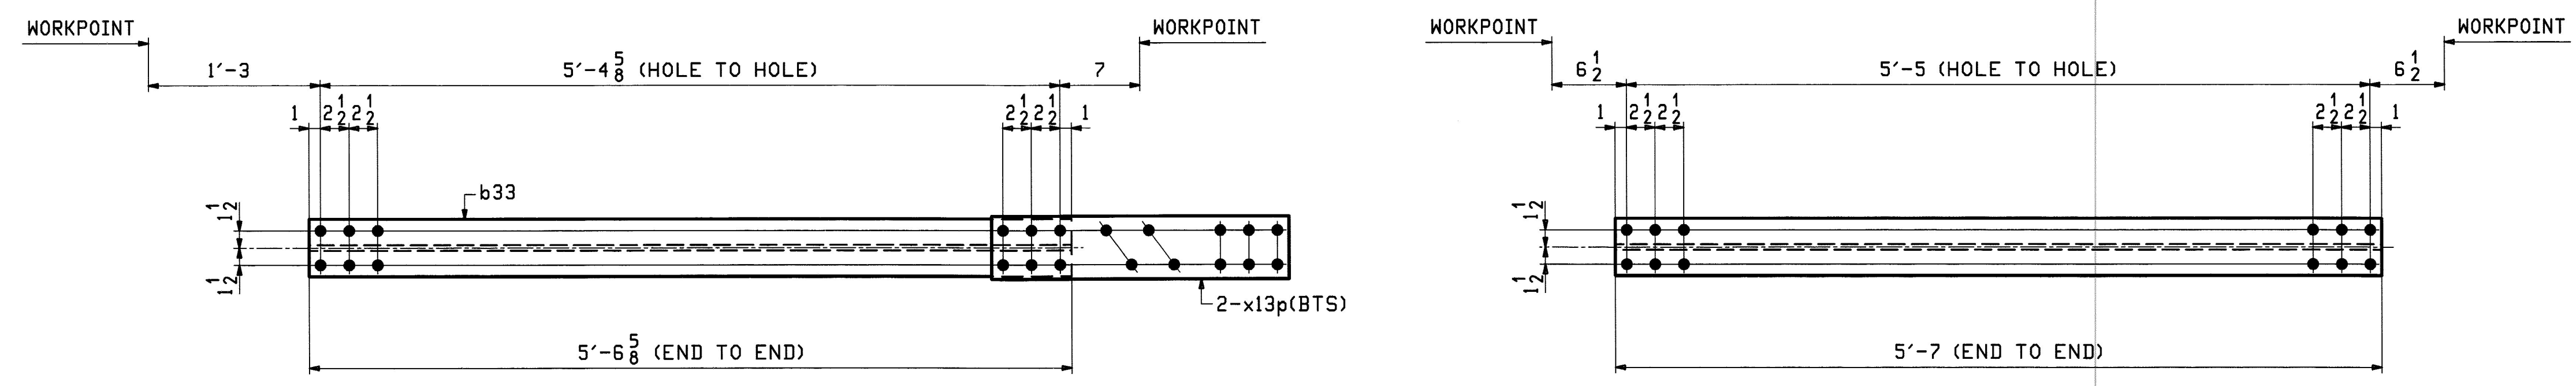 WORKPOINT WORKPOINT
1'-3 5'-4 5/8 (HOLE TO HOLE) 7
1 2 1/2 2 1/2 2 1/2 2 1/2 1
b33
1 1/2
1 1/2
2-x13p(BTS)
5'-6 5/8 (END TO END)
WORKPOINT WORKPOINT
6 1/2 5'-5 (HOLE TO HOLE) 6 1/2
1 2 1/2 2 1/2 2 1/2 2 1/2 1
1 1/2
1 1/2
5'-7 (END TO END)